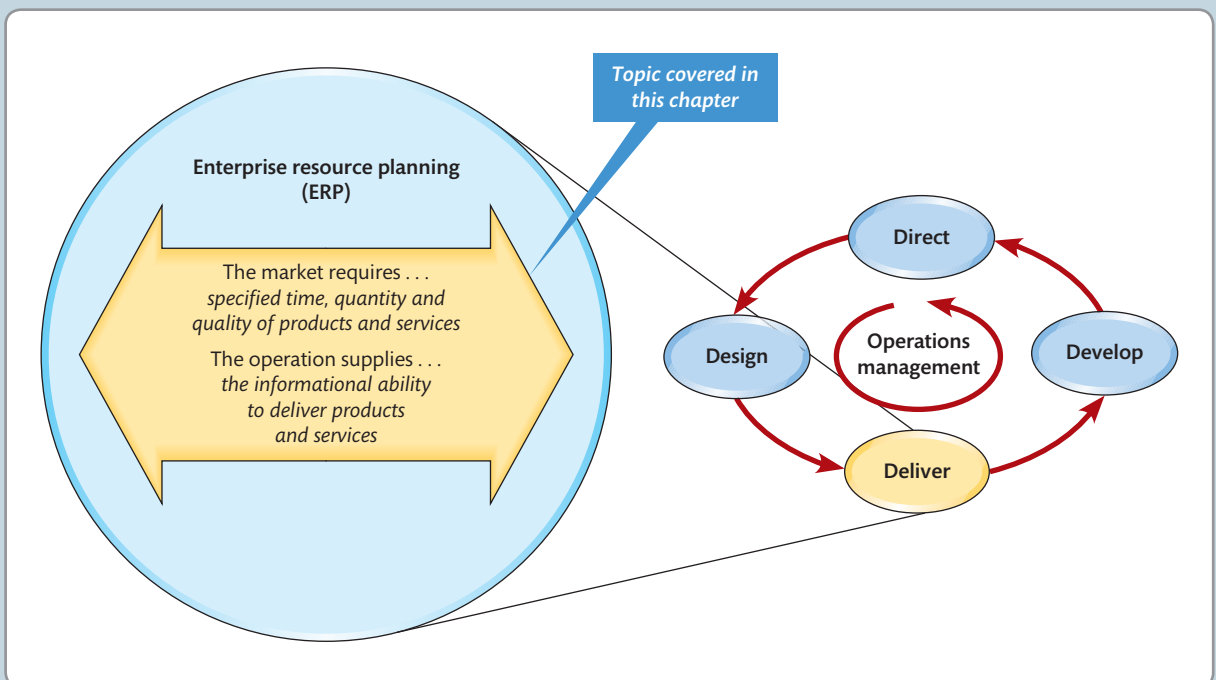 Topic covered in
this chapter
Enterprise resource planning
(ERP)
The market requires . . .
specified time, quantity and
quality of products and services
The operation supplies . . .
the informational ability
to deliver products
and services
Direct
Design
Operations
management
Develop
Deliver